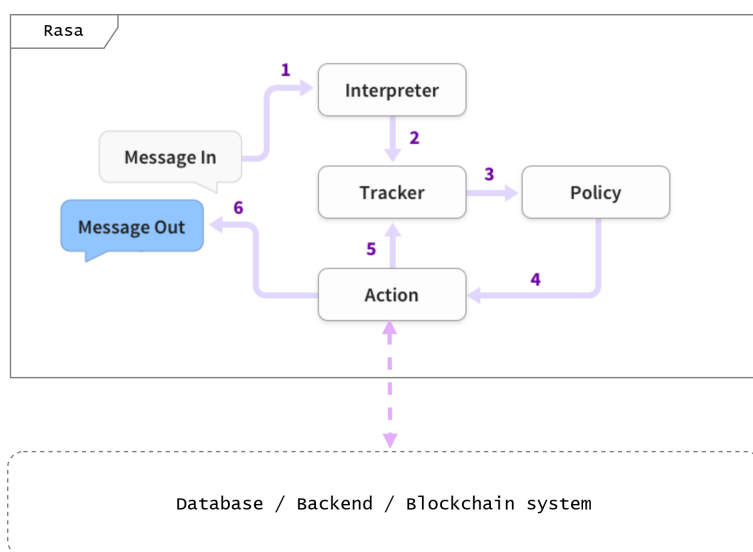 Rasa
1
Interpreter
2
Message In
Tracker
3
Policy
Message Out
6
5
4
Action
Database / Backend / Blockchain system